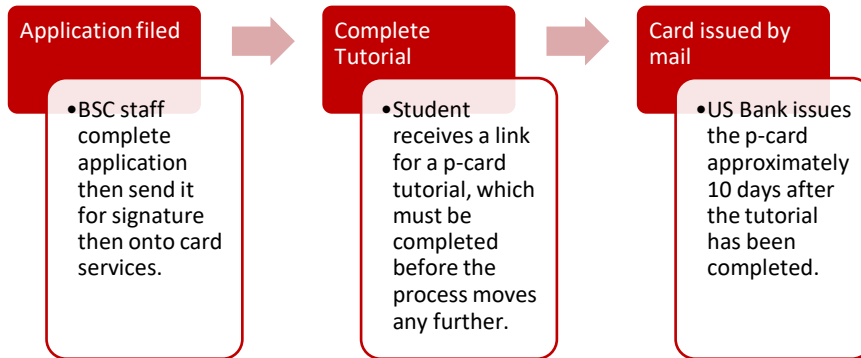 Application filed
•BSC staff
complete
application
then send it
for signature
then onto card
services.
Complete
Tutorial
•Student
receives a link
for a p-card
tutorial, which
must be
completed
before the
process moves
any further.
Card issued by
mail
•US Bank issues
the p-card
approximately
10 days after
the tutorial
has been
completed.